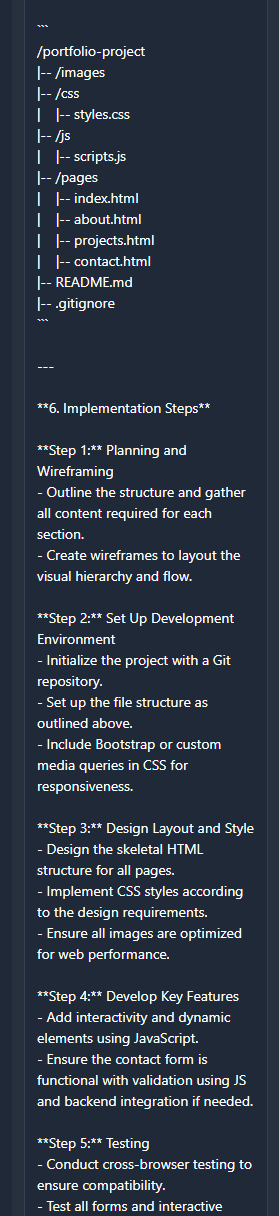 ```
/portfolio-project
|-- /images
|-- /css
|    |-- styles.css
|-- /js
|    |-- scripts.js
|-- /pages
|    |-- index.html
|    |-- about.html
|    |-- projects.html
|    |-- contact.html
|-- README.md
|-- .gitignore
```
---
**6. Implementation Steps**
**Step 1:** Planning and
Wireframing
- Outline the structure and gather
all content required for each
section.
- Create wireframes to layout the
visual hierarchy and flow.
**Step 2:** Set Up Development
Environment
- Initialize the project with a Git
repository.
- Set up the file structure as
outlined above.
- Include Bootstrap or custom
media queries in CSS for
responsiveness.
**Step 3:** Design Layout and Style
- Design the skeletal HTML
structure for all pages.
- Implement CSS styles according
to the design requirements.
- Ensure all images are optimized
for web performance.
**Step 4:** Develop Key Features
- Add interactivity and dynamic
elements using JavaScript.
- Ensure the contact form is
functional with validation using JS
and backend integration if needed.
**Step 5:** Testing
- Conduct cross-browser testing to
ensure compatibility.
- Test all forms and interactive